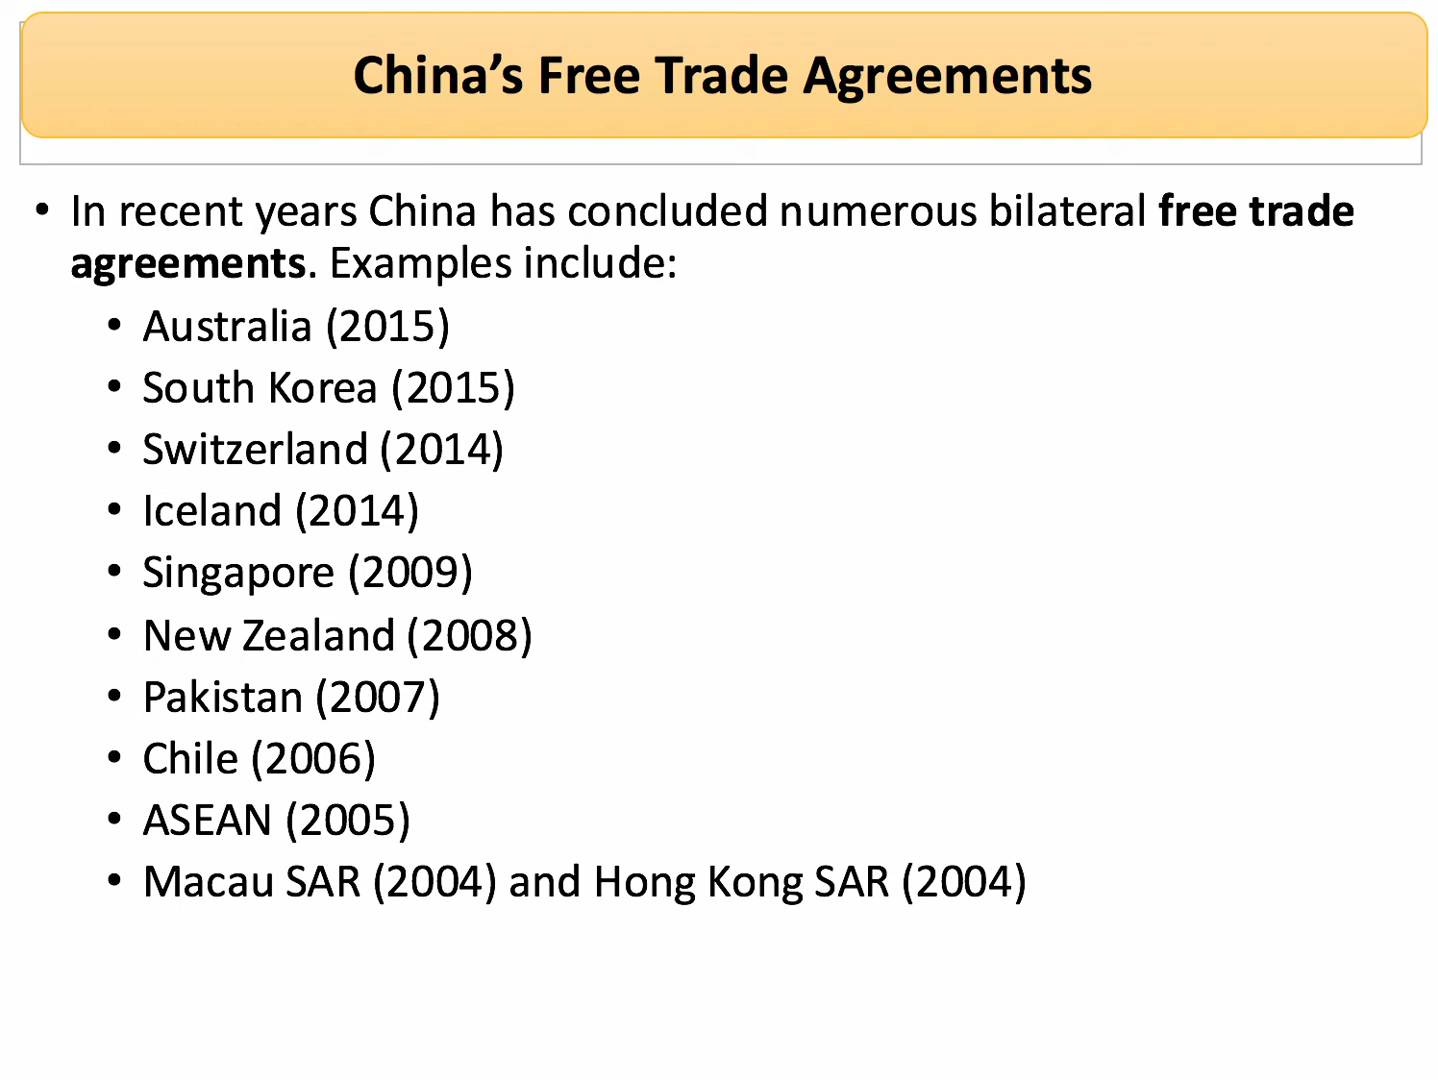 China’s Free Trade Agreements
• In recent years China has concluded numerous bilateral free trade
agreements. Examples include:
• Australia (2015)
• South Korea (2015)
• Switzerland (2014)
• Iceland (2014)
• Singapore (2009)
• New Zealand (2008)
• Pakistan (2007)
• Chile (2006)
• ASEAN (2005)
• Macau SAR (2004) and Hong Kong SAR (2004)